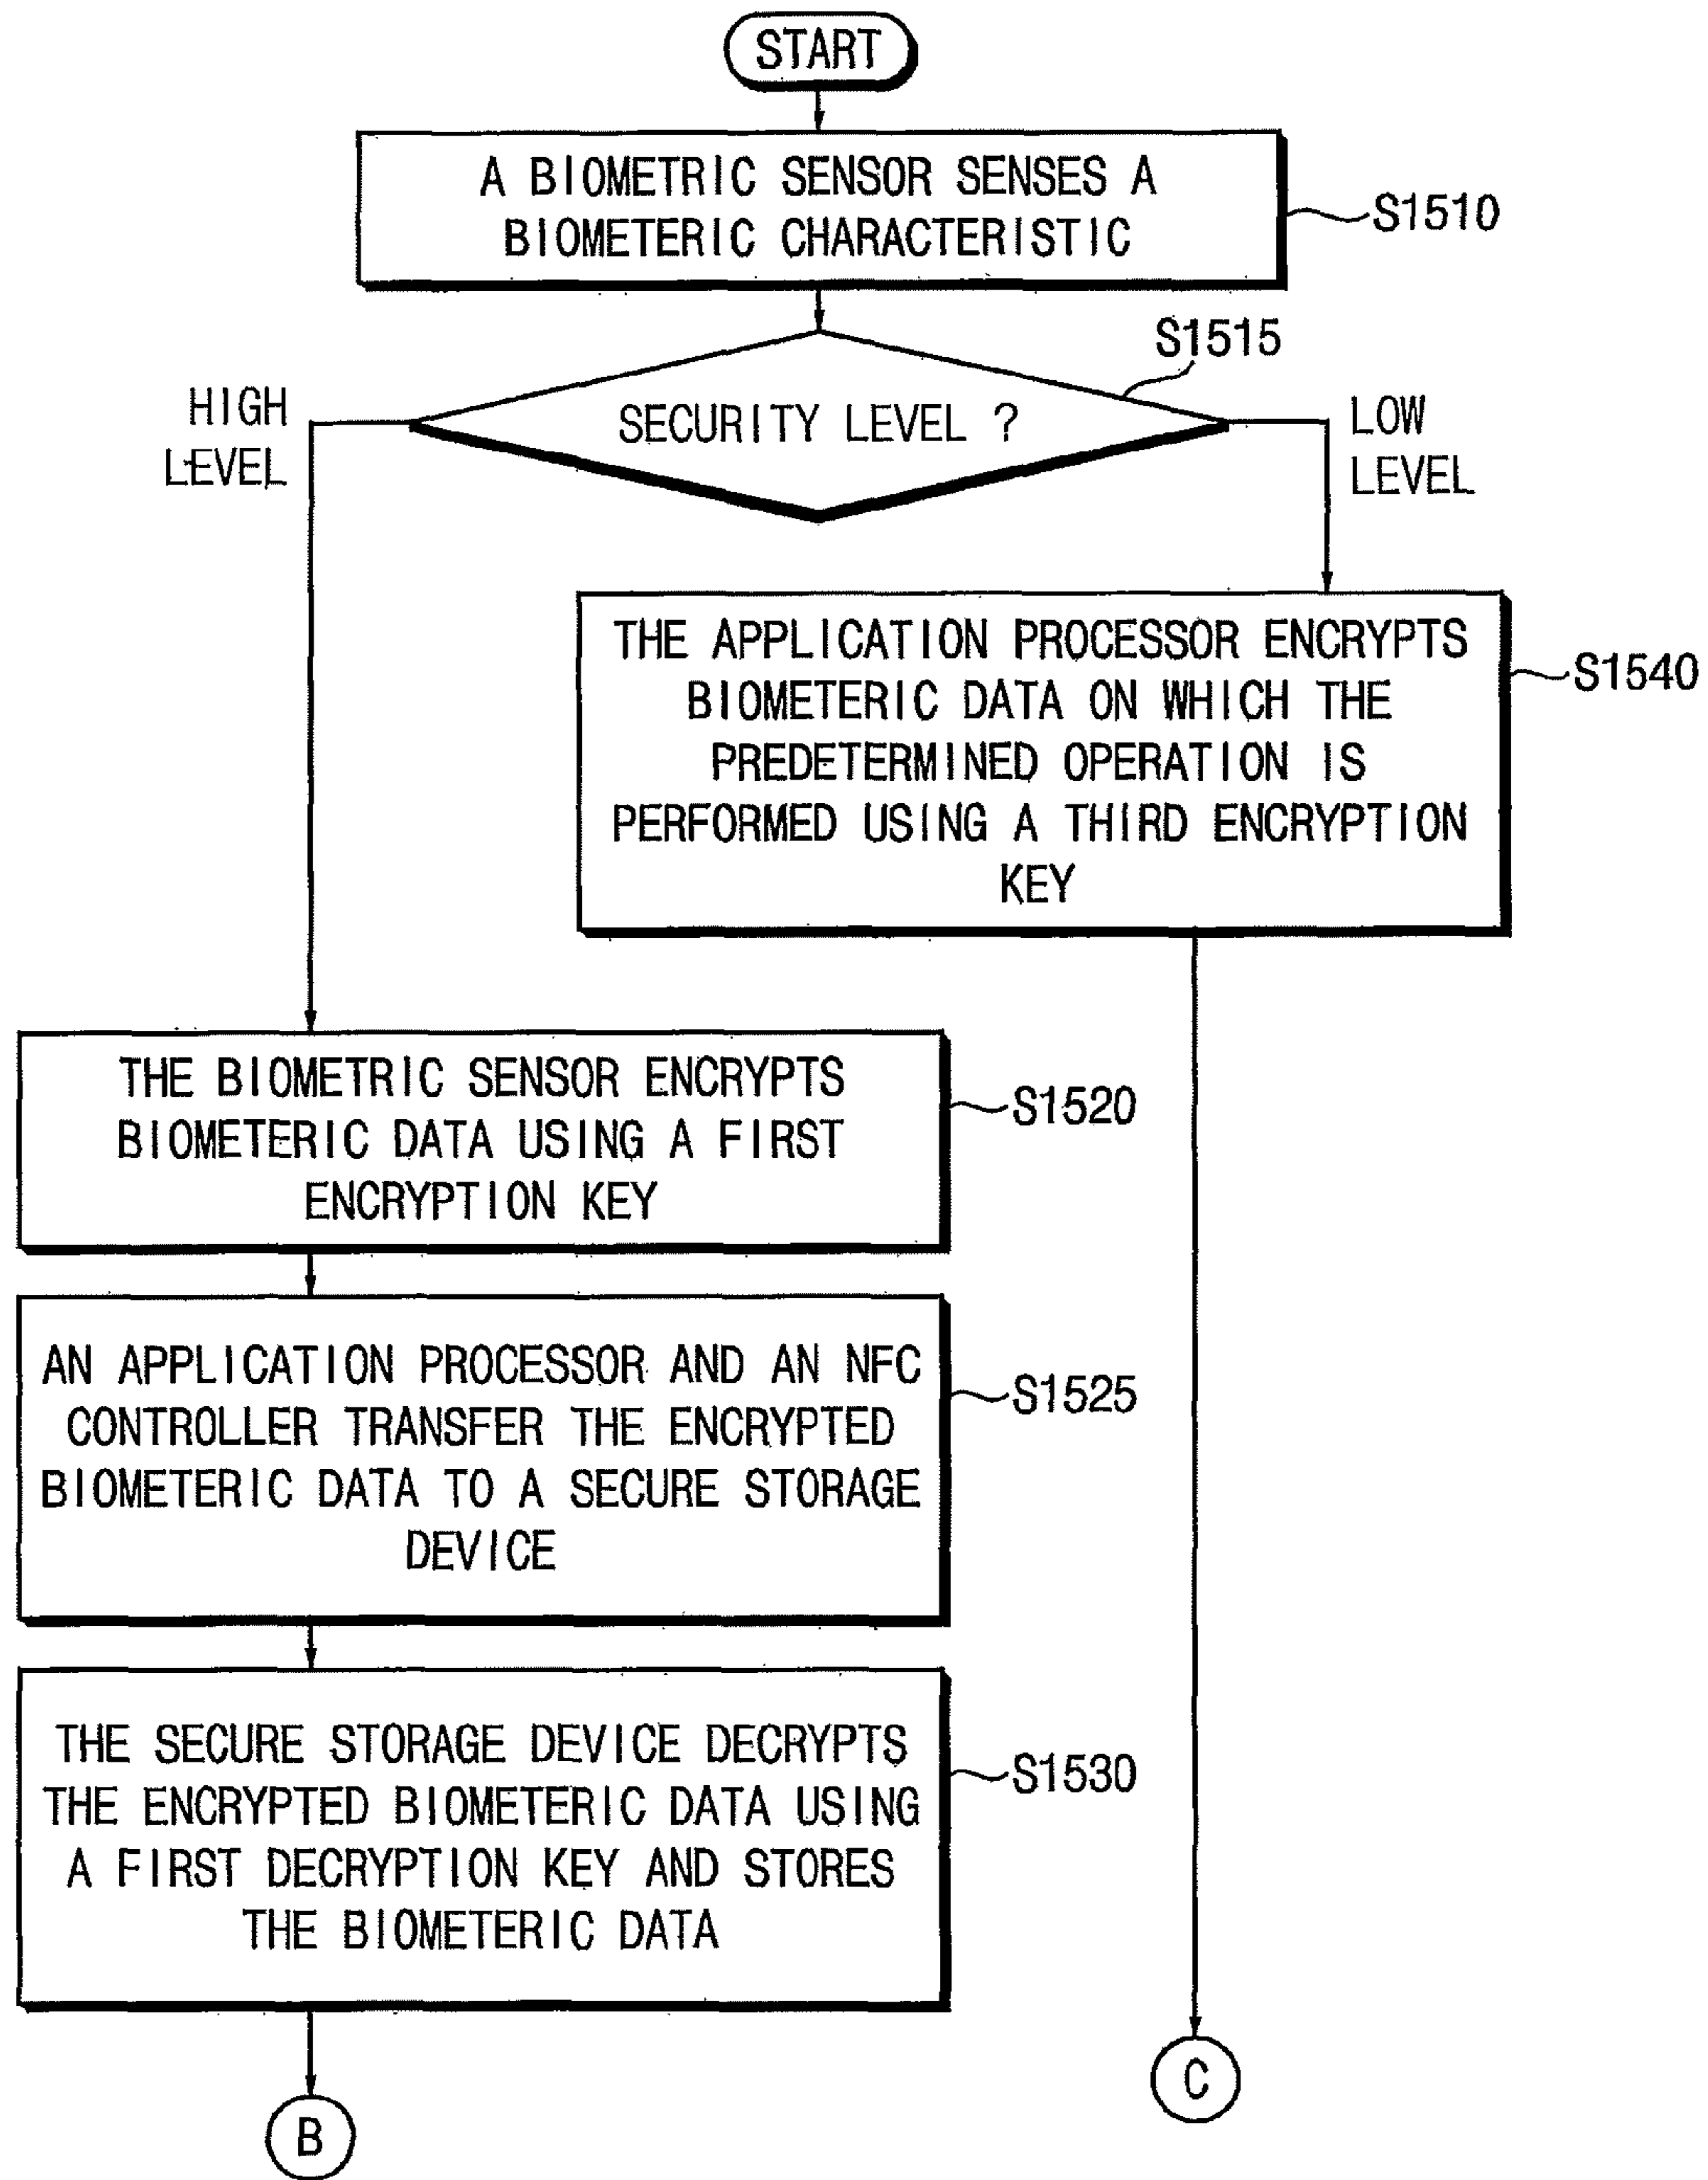 START
A BIOMETRIC SENSOR SENSES A
BIOMETERIC CHARACTERISTIC
S1510
S1515
SECURITY LEVEL ?
HIGH
LEVEL
LOW
LEVEL
THE APPLICATION PROCESSOR ENCRYPTS
BIOMETERIC DATA ON WHICH THE
PREDETERMINED OPERATION IS
PERFORMED USING A THIRD ENCRYPTION
KEY
S1540
THE BIOMETRIC SENSOR ENCRYPTS
BIOMETERIC DATA USING A FIRST
ENCRYPTION KEY
S1520
AN APPLICATION PROCESSOR AND AN NFC
CONTROLLER TRANSFER THE ENCRYPTED
BIOMETERIC DATA TO A SECURE STORAGE
DEVICE
S1525
THE SECURE STORAGE DEVICE DECRYPTS
THE ENCRYPTED BIOMETERIC DATA USING
A FIRST DECRYPTION KEY AND STORES
THE BIOMETERIC DATA
S1530
C
B